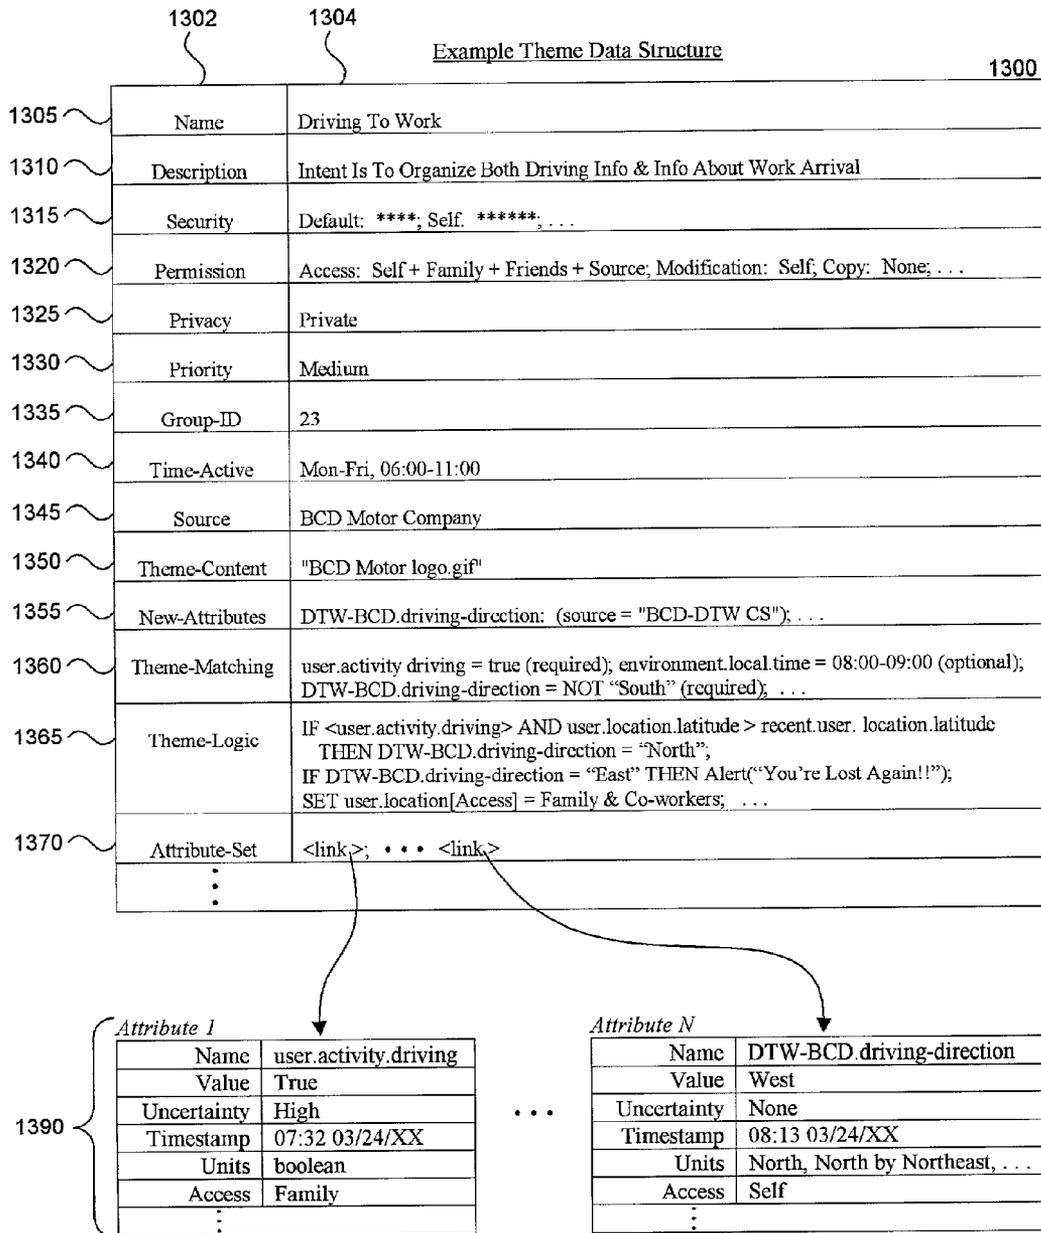 1302 1304
Example Theme Data Structure
1300
1305 Name Driving To Work
1310 Description Intent Is To Organize Both Driving Info & Info About Work Arrival
1315 Security Default: ****; Self. ******; . . .
1320 Permission Access: Self + Family + Friends + Source; Modification: Self; Copy: None; . . .
1325 Privacy Private
1330 Priority Medium
1335 Group-ID 23
1340 Time-Active Mon-Fri, 06:00-11:00
1345 Source BCD Motor Company
1350 Theme-Content "BCD Motor logo.gif"
1355 New-Attributes DTW-BCD.driving-direction: (source = "BCD-DTW CS"); . . .
1360 Theme-Matching user.activity driving = true (required); environment.local.time = 08:00-09:00 (optional);
DTW-BCD.driving-direction = NOT “South” (required); . . .
1365 Theme-Logic IF <user.activity.driving> AND user.location.latitude > recent.user. location.latitude
THEN DTW-BCD.driving-direction = “North”;
IF DTW-BCD.driving-direction = “East” THEN Alert(“You’re Lost Again!!”);
SET user.location[Access] = Family & Co-workers; . . .
1370 Attribute-Set <link>; • • • <link>
Attribute 1
Name user.activity.driving
Value True
Uncertainty High
Timestamp 07:32 03/24/XX
Units boolean
Access Family
1390
• • •
Attribute N
Name DTW-BCD.driving-direction
Value West
Uncertainty None
Timestamp 08:13 03/24/XX
Units North, North by Northeast, . . .
Access Self